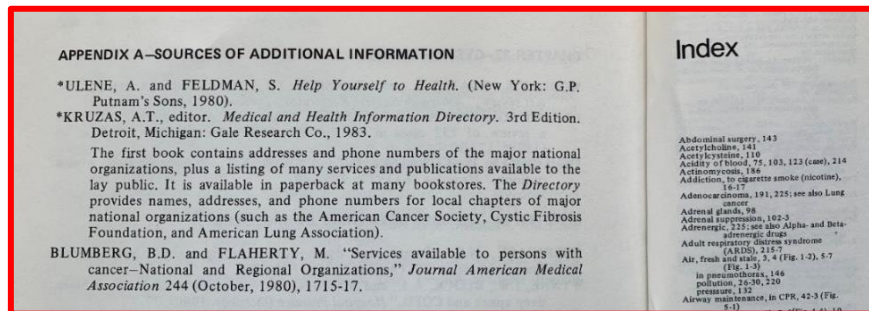 APPENDIX A—SOURCES OF ADDITIONAL INFORMATION
*ULENE, A. and FELDMAN, S. Help Yourself to Health. (New York: G.P.
Putnam's Sons, 1980).
*KRUZAS, A.T., editor. Medical and Health Information Directory. 3rd Edition.
Detroit, Michigan: Gale Research Co., 1983.
The first book contains addresses and phone numbers of the major national
organizations, plus a listing of many services and publications available to the
lay public. It is available in paperback at many bookstores. The Directory
provides names, addresses, and phone numbers for local chapters of major
national organizations (such as the American Cancer Society, Cystic Fibrosis
Foundation, and American Lung Association).
BLUMBERG, B.D. and FLAHERTY, M. "Services available to persons with
cancer—National and Regional Organizations," Journal American Medical
Association 244 (October, 1980), 1715-17.
Index
Abdominal surgery, 143
Acetylcholine, 141
Acetylcysteine, 110
Acidity of blood, 75, 103, 123 (case), 214
Actinomycosis, 186
Addiction, to cigarette smoke (nicotine),
16-17
Adenocarcinoma, 191, 225; see also Lung
cancer
Adrenal glands, 98
Adrenal suppression, 102-3
Adrenergic, 225; see also Alpha- and Beta-
adrenergic drugs
Adult respiratory distress syndrome
(ARDS), 215-7
Air, fresh and stale, 3, 4 (Fig. 1-2), 5-7
(Fig. 1-3)
in pneumothorax, 146
pollution, 26-30, 220
pressure, 132
Airway maintenance, in CPR, 42-3 (Fig.
5-1)